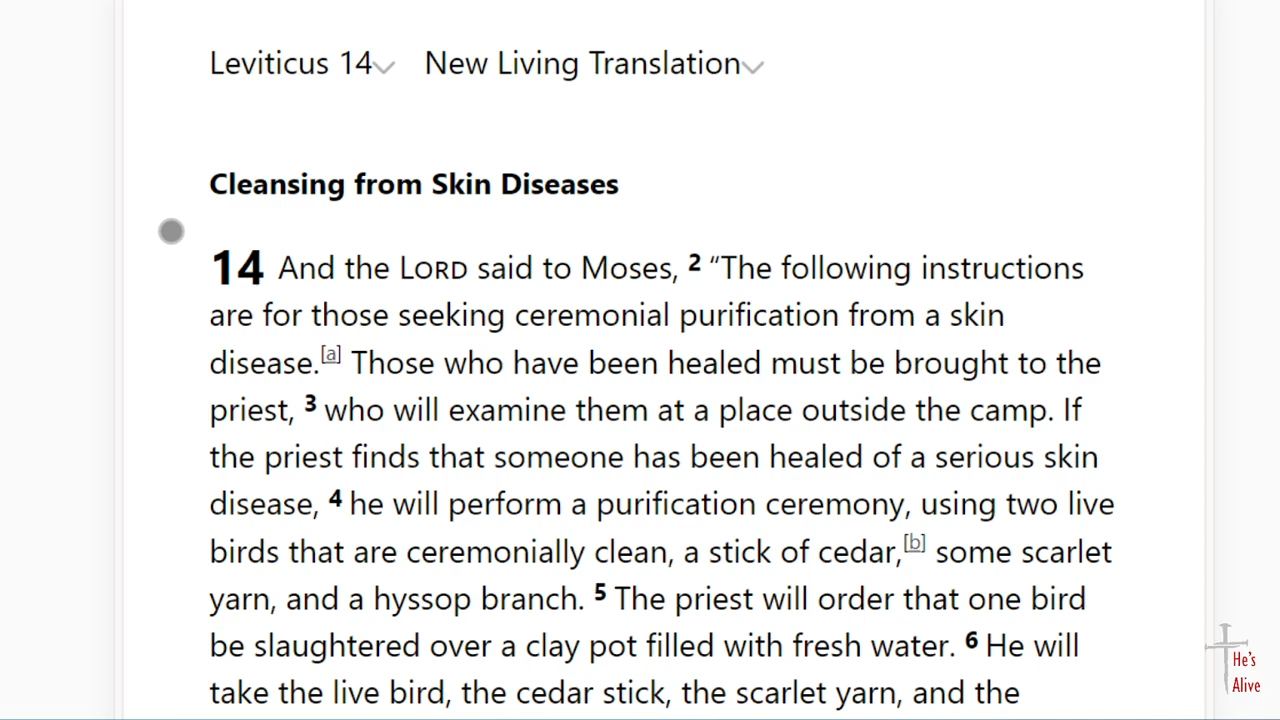 Leviticus 14 New Living Translation
Cleansing from Skin Diseases
14 And the LORD said to Moses, 2 “The following instructions
are for those seeking ceremonial purification from a skin
disease.[a] Those who have been healed must be brought to the
priest, 3 who will examine them at a place outside the camp. If
the priest finds that someone has been healed of a serious skin
disease, 4 he will perform a purification ceremony, using two live
birds that are ceremonially clean, a stick of cedar,[b] some scarlet
yarn, and a hyssop branch. 5 The priest will order that one bird
be slaughtered over a clay pot filled with fresh water. 6 He will
take the live bird, the cedar stick, the scarlet yarn, and the
He's
Alive